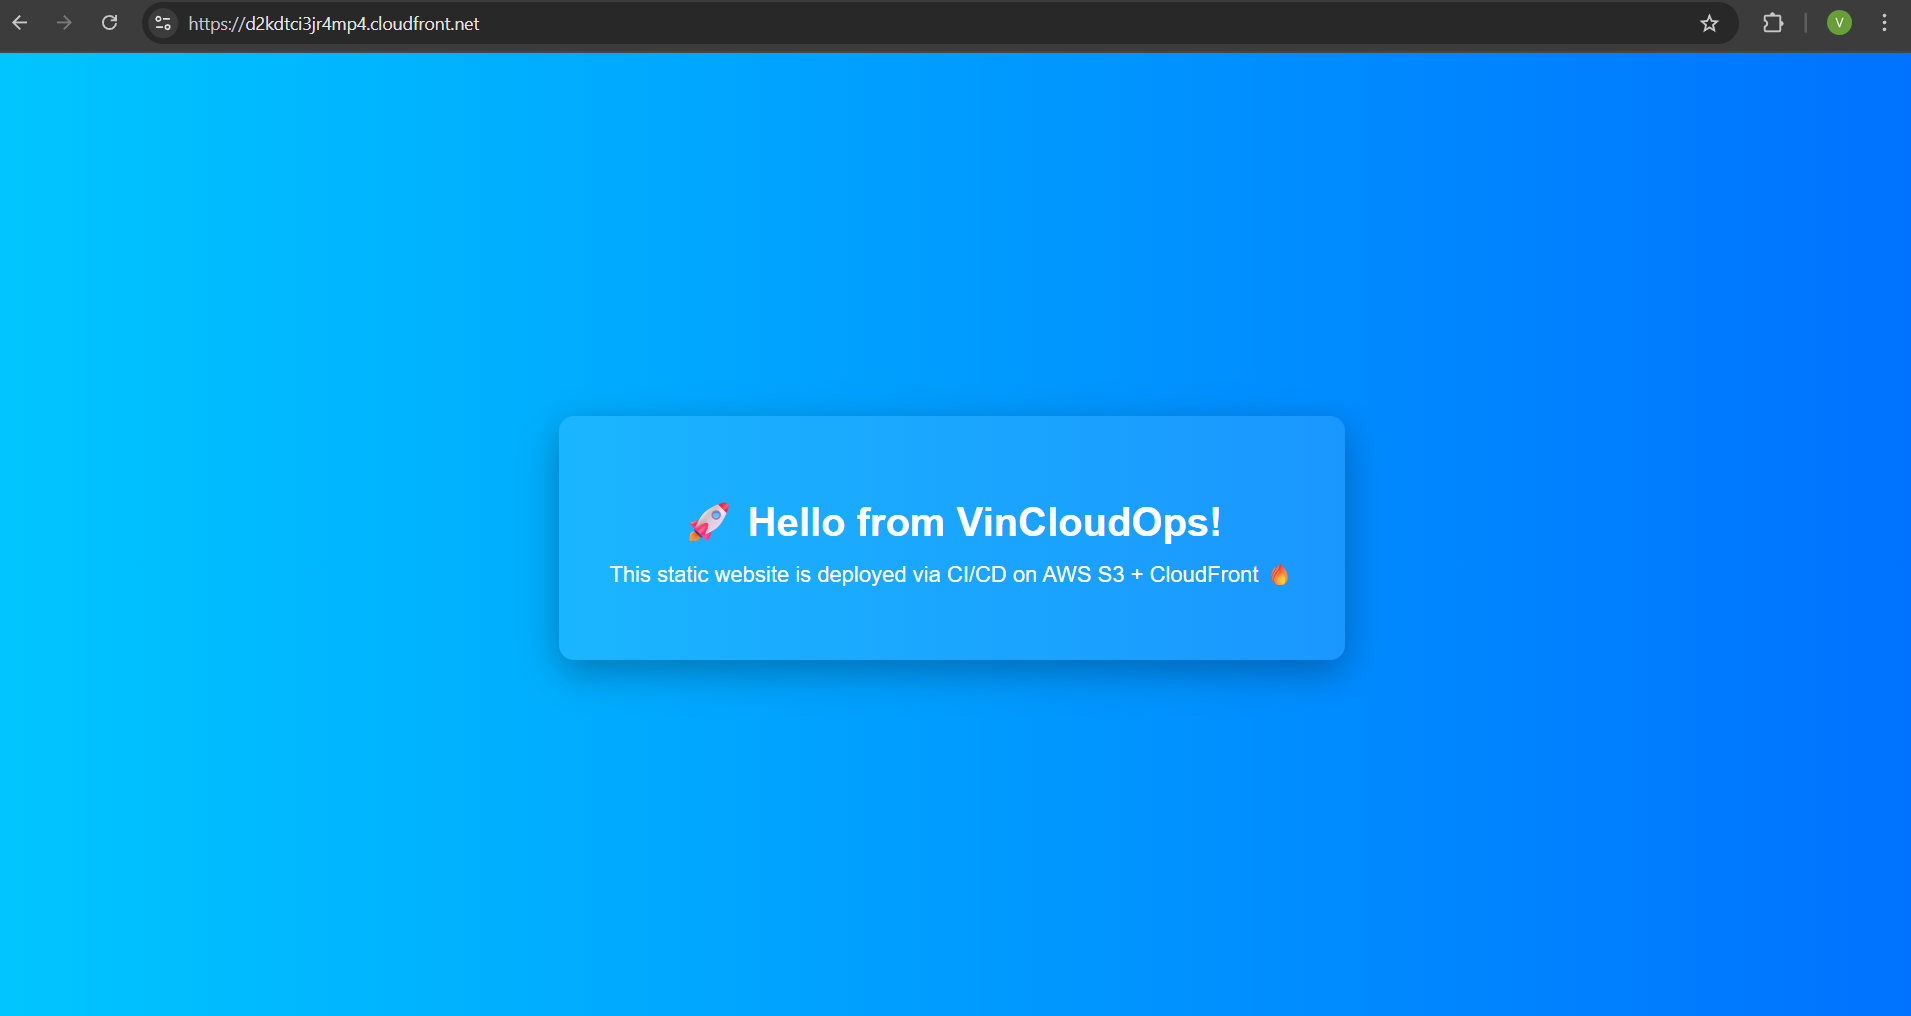 https://d2kdtci3jr4mp4.cloudfront.net
V
🚀 Hello from VinCloudOps!
This static website is deployed via CI/CD on AWS S3 + CloudFront 🔥